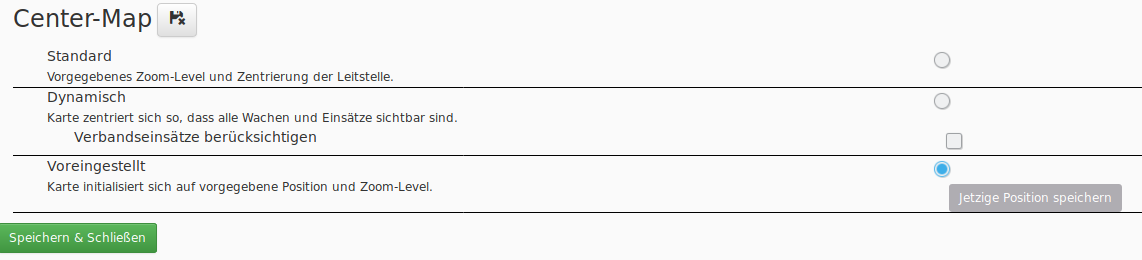 Center-Map
Standard
Vorgegebenes Zoom-Level und Zentrierung der Leitstelle.
Dynamisch
Karte zentriert sich so, dass alle Wachen und Einsätze sichtbar sind.
Verbandseinsätze berücksichtigen
Voreingestellt
Karte initialisiert sich auf vorgegebene Position und Zoom-Level.
Jetzige Position speichern
Speichern & Schließen